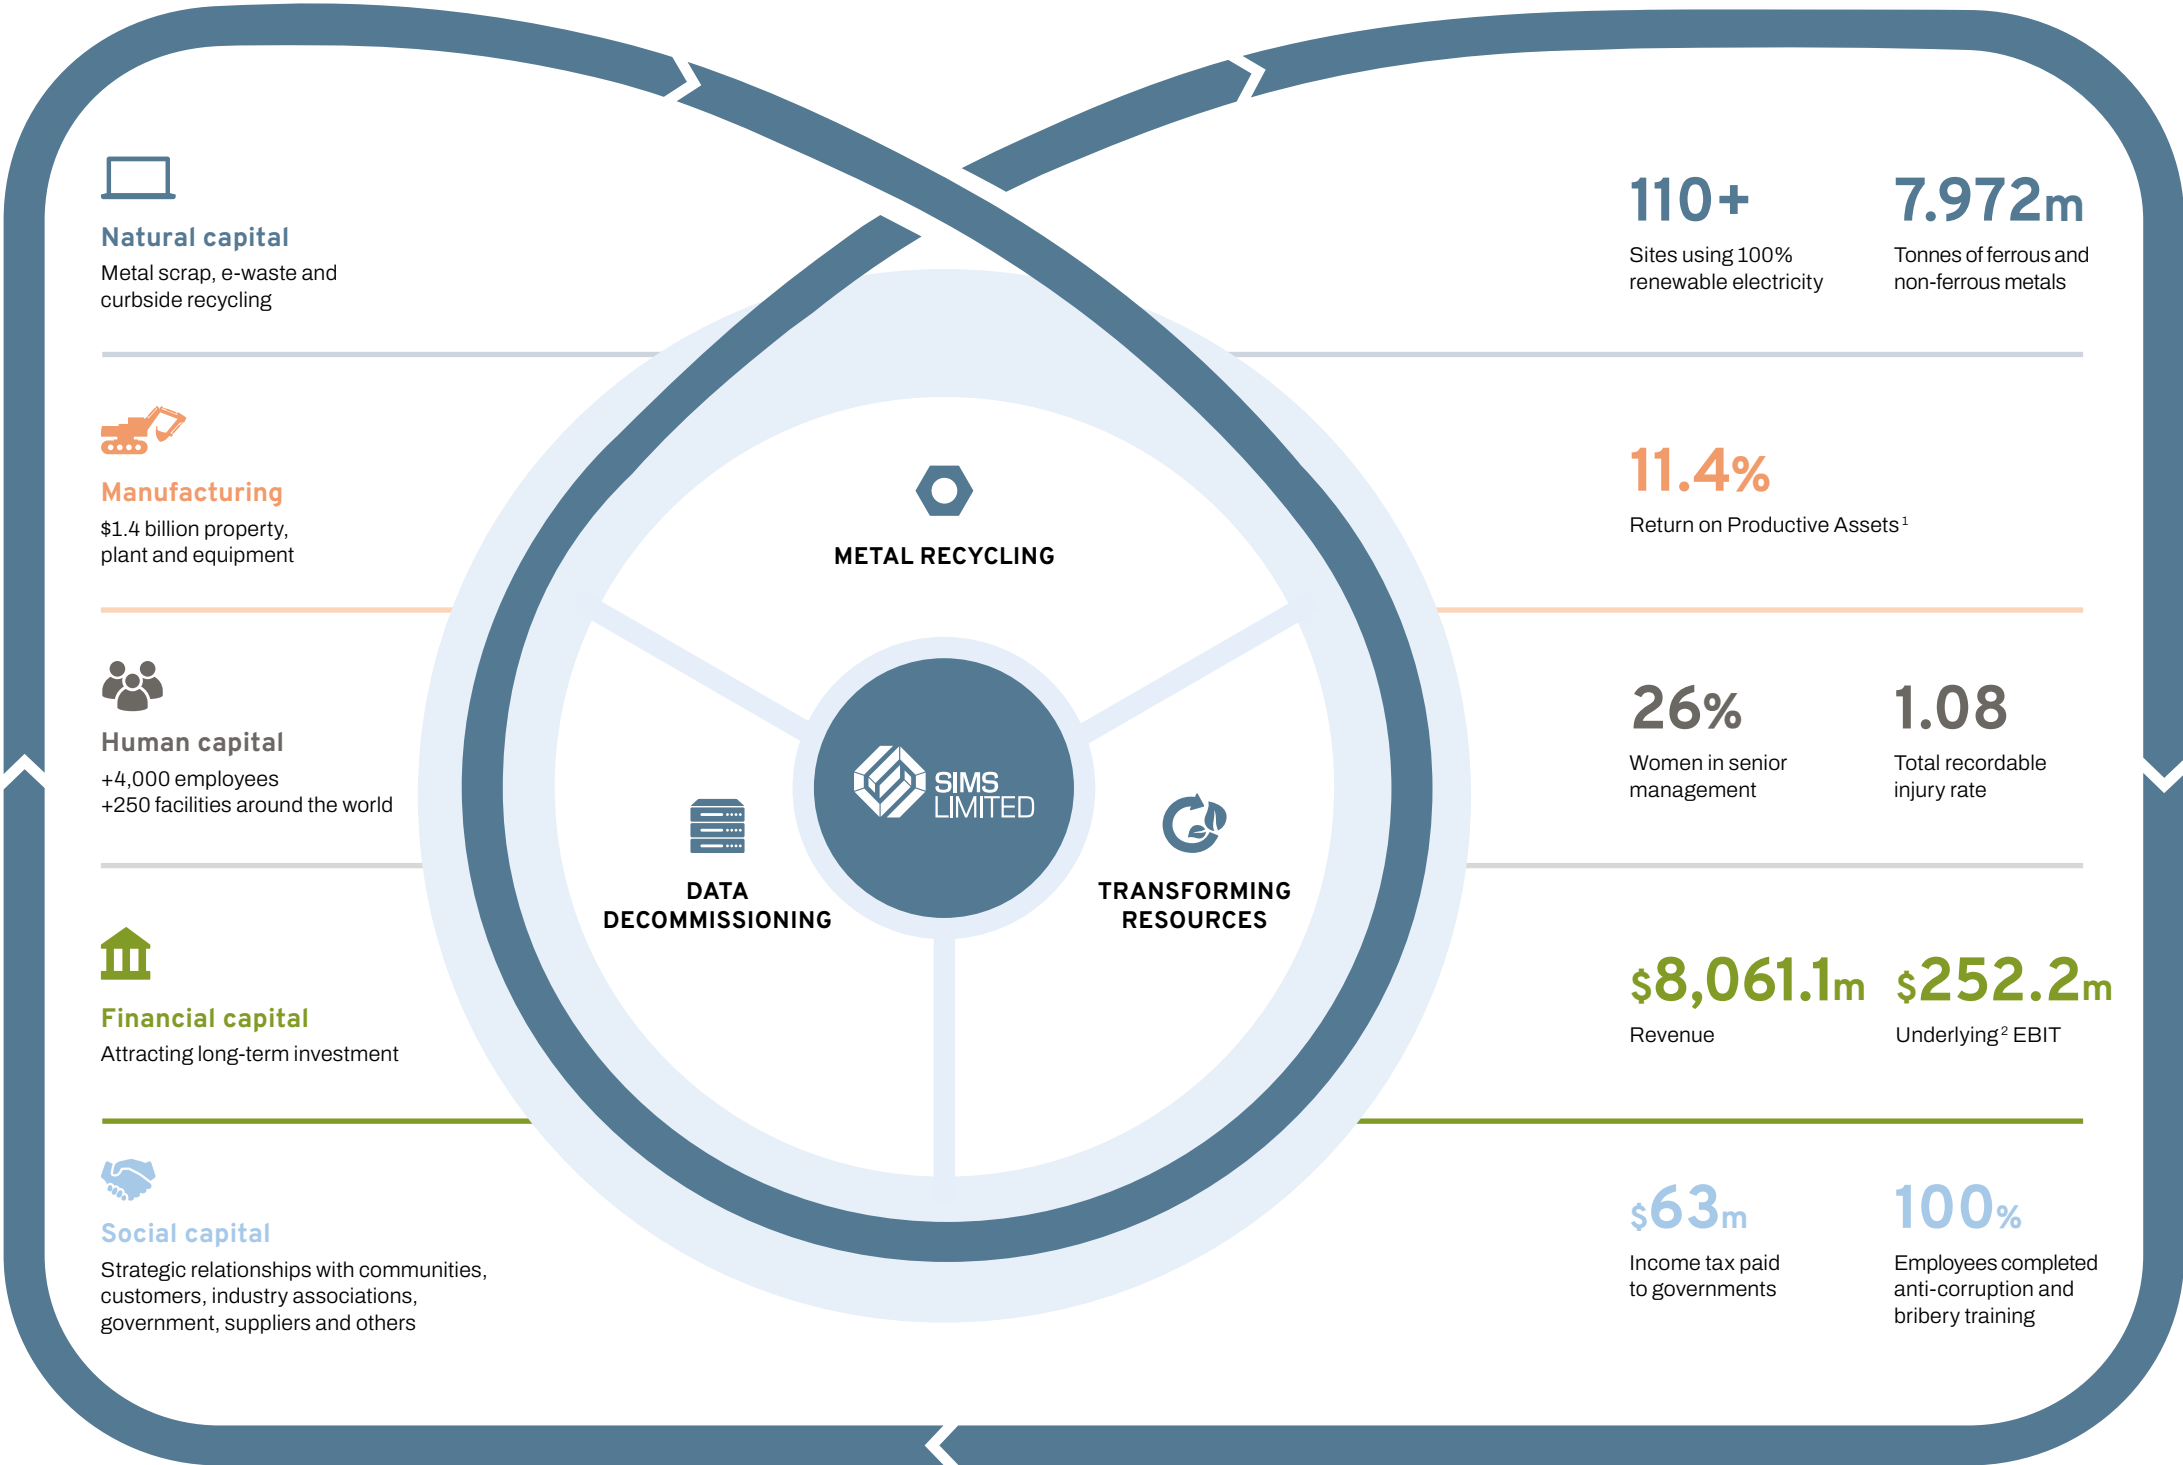 Natural capital
Metal scrap, e-waste and
curbside recycling
110+
Sites using 100%
renewable electricity
7.972m
Tonnes of ferrous and
non-ferrous metals
Manufacturing
$1.4 billion property,
plant and equipment
METAL RECYCLING
11.4%
Return on Productive Assets¹
Human capital
+4,000 employees
+250 facilities around the world
SIMS
LIMITED
DATA
DECOMMISSIONING
TRANSFORMING
RESOURCES
26%
Women in senior
management
1.08
Total recordable
injury rate
Financial capital
Attracting long-term investment
$8,061.1m
Revenue
$252.2m
Underlying² EBIT
Social capital
Strategic relationships with communities,
customers, industry associations,
government, suppliers and others
$63m
Income tax paid
to governments
100%
Employees completed
anti-corruption and
bribery training